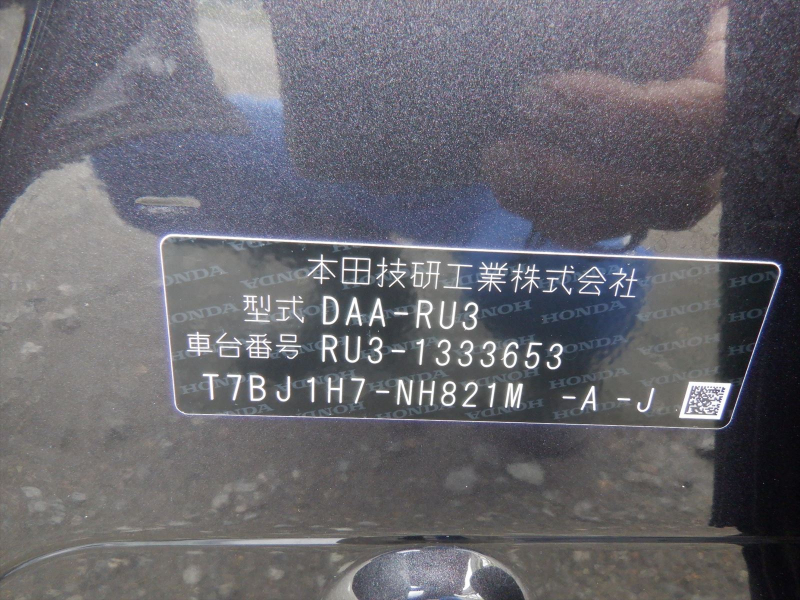 本田技研工業株式会社
型式 DAA-RU3
車台番号 RU3-1333653
T7BJ1H7-NH821M -A -J